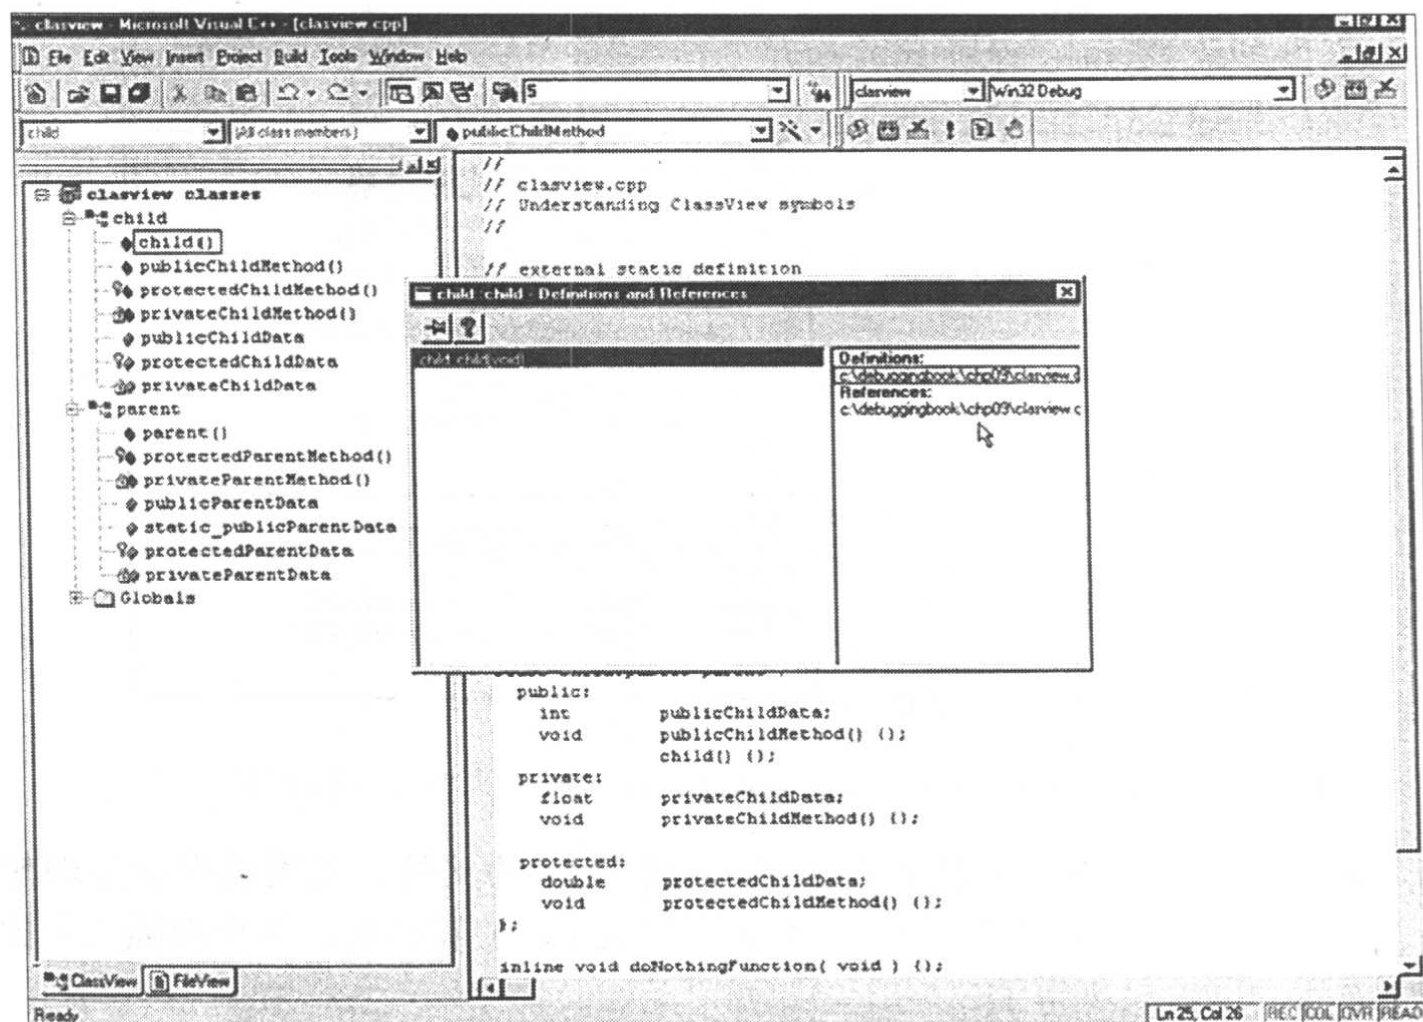 clasview - Microsoft Visual C++ - [clasview.cpp]
File Edit View Insert Project Build Tools Window Help
S
clasview
Win32 Debug
child
(All class members)
publicChildMethod
clasview classes
child
child()
publicChildMethod()
protectedChildMethod()
privateChildMethod()
publicChildData
protectedChildData
privateChildData
parent
parent()
protectedParentMethod()
privateParentMethod()
publicParentData
static_publicParentData
protectedParentData
privateParentData
Globals
ClassView
FileView
//
// clasview.cpp
// Understanding ClassView symbols
//
// external static definition
child::child - Definitions and References
child::child(void)
Definitions:
c:\debuggingbook\chp03\clasview.c
References:
c:\debuggingbook\chp03\clasview.c
public:
int publicChildData;
void publicChildMethod() {};
child() {};
private:
float privateChildData;
void privateChildMethod() {};
protected:
double protectedChildData;
void protectedChildMethod() {};
};
inline void doNothingFunction( void ) {};
Ready
Ln 25, Col 26
REC COL OVR READ